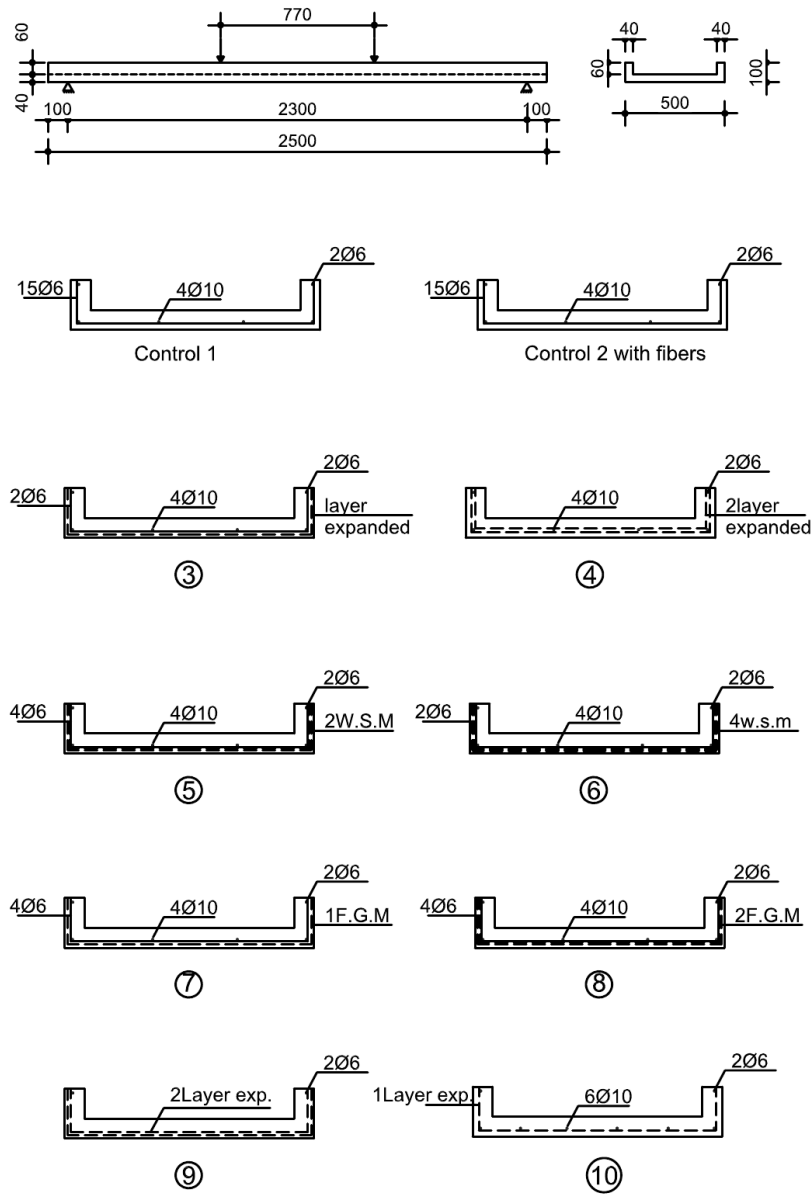 770
60
40
100
2300
100
2500
40
40
60
100
500
2Ø6
15Ø6
4Ø10
Control 1
2Ø6
15Ø6
4Ø10
Control 2 with fibers
2Ø6
2Ø6
4Ø10
layer
expanded
3
2Ø6
4Ø10
2layer
expanded
4
2Ø6
4Ø6
4Ø10
2W.S.M
5
2Ø6
2Ø6
4Ø10
4w.s.m
6
2Ø6
4Ø6
4Ø10
1F.G.M
7
2Ø6
4Ø6
4Ø10
2F.G.M
8
2Ø6
2Layer exp.
9
2Ø6
1Layer exp.
6Ø10
10